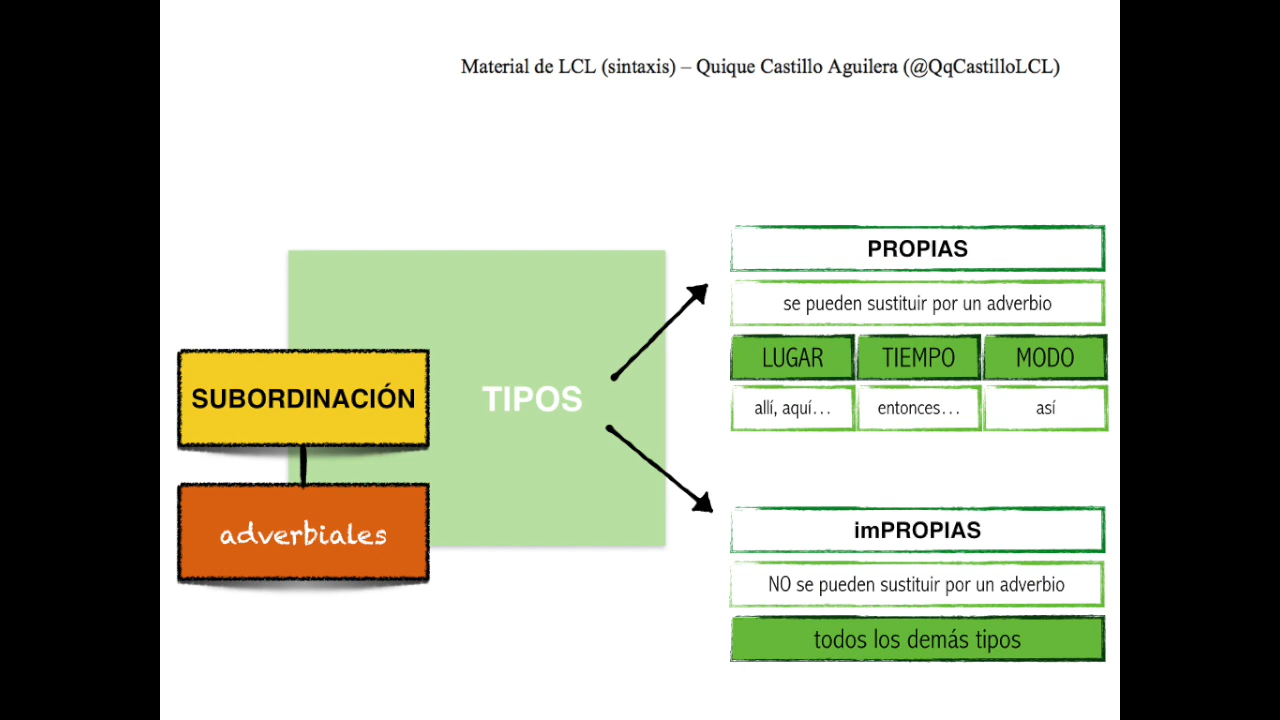 Material de LCL (sintaxis) – Quique Castillo Aguilera (@QqCastilloLCL)
SUBORDINACIÓN
adverbiales
TIPOS
PROPIAS
se pueden sustituir por un adverbio
LUGAR TIEMPO MODO
allí, aquí... entonces... así
imPROPIAS
NO se pueden sustituir por un adverbio
todos los demás tipos